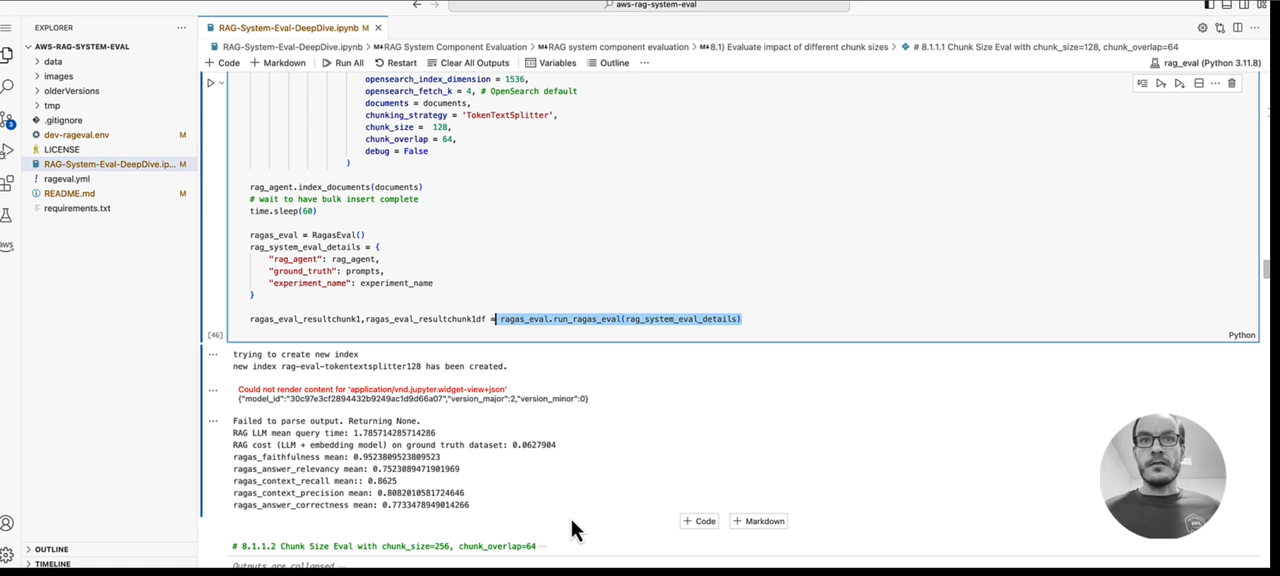 aws-rag-system-eval
EXPLORER
AWS-RAG-SYSTEM-EVAL
data
images
olderVersions
tmp
.gitignore
dev-rageval.env M
LICENSE
RAG-System-Eval-DeepDive.ip... M
rageval.yml
README.md M
requirements.txt
OUTLINE
TIMELINE
3
aws
RAG-System-Eval-DeepDive.ipynb M
RAG-System-Eval-DeepDive.ipynb > RAG System Component Evaluation > RAG system component evaluation > 8.1) Evaluate impact of different chunk sizes > # 8.1.1.1 Chunk Size Eval with chunk_size=128, chunk_overlap=64
+ Code + Markdown Run All Restart Clear All Outputs Variables Outline ... rag_eval (Python 3.11.8)
opensearch_index_dimension = 1536,
opensearch_fetch_k = 4, # OpenSearch default
documents = documents,
chunking_strategy = 'TokenTextSplitter',
chunk_size = 128,
chunk_overlap = 64,
debug = False
)
rag_agent.index_documents(documents)
# wait to have bulk insert complete
time.sleep(60)
ragas_eval = RagasEval()
rag_system_eval_details = {
"rag_agent": rag_agent,
"ground_truth": prompts,
"experiment_name": experiment_name
}
ragas_eval_resultchunk1,ragas_eval_resultchunk1df = ragas_eval.run_ragas_eval(rag_system_eval_details)
[46] Python
trying to create new index
new index rag-eval-tokentextsplitter128 has been created.
Could not render content for 'application/vnd.jupyter.widget-view+json'
{"model_id":"30c97e3cf2894432b9249ac1d9d66a07","version_major":2,"version_minor":0}
Failed to parse output. Returning None.
RAG LLM mean query time: 1.785714285714286
RAG cost (LLM + embedding model) on ground truth dataset: 0.0627904
ragas_faithfulness mean: 0.9523809523809523
ragas_answer_relevancy mean: 0.7523089471901969
ragas_context_recall mean:: 0.8625
ragas_context_precision mean: 0.8082010581724646
ragas_answer_correctness mean: 0.7733478949014266
+ Code + Markdown
# 8.1.1.2 Chunk Size Eval with chunk_size=256, chunk_overlap=64 ...
Outputs are collapsed ...